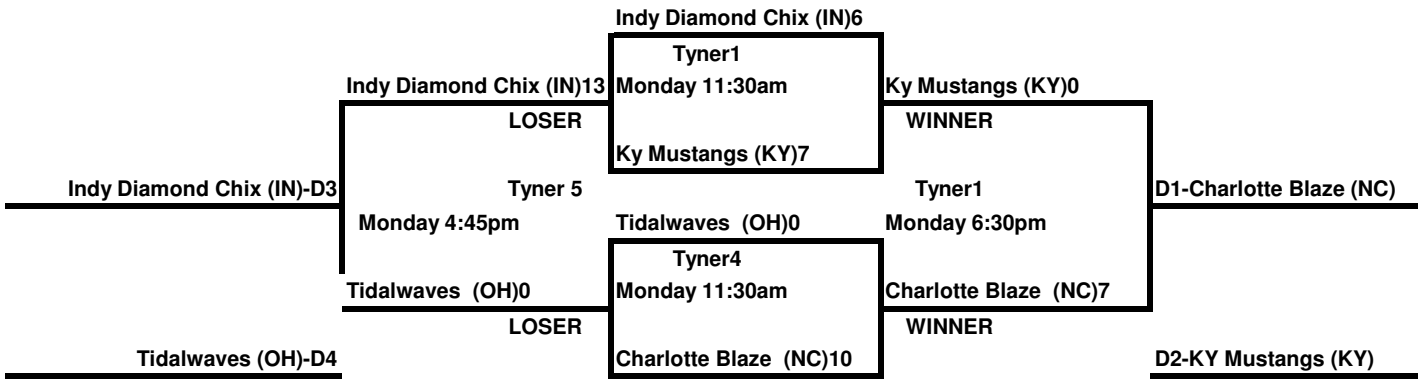 Indy Diamond Chix (IN)6
Tyner1
Indy Diamond Chix (IN)13 Monday 11:30am Ky Mustangs (KY)0
LOSER WINNER
Ky Mustangs (KY)7
Indy Diamond Chix (IN)-D3 Tyner 5 Tyner1 D1-Charlotte Blaze (NC)
Monday 4:45pm Tidalwaves (OH)0 Monday 6:30pm
Tyner4
Tidalwaves (OH)0 Monday 11:30am Charlotte Blaze (NC)7
LOSER WINNER
Tidalwaves (OH)-D4 Charlotte Blaze (NC)10 D2-KY Mustangs (KY)